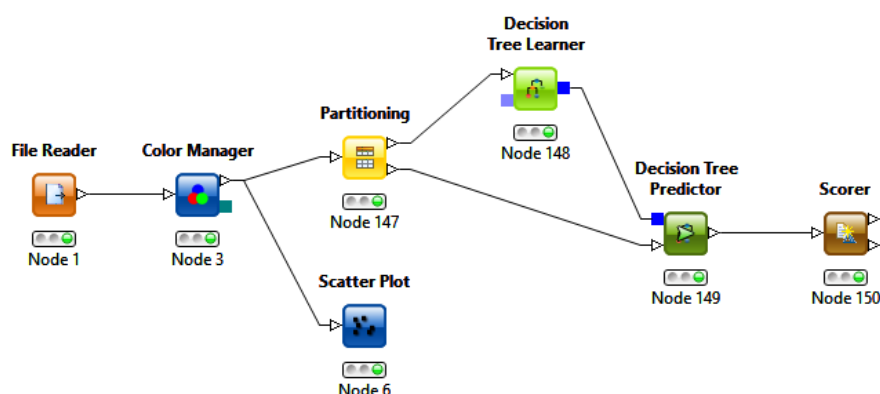 File Reader
Node 1
Color Manager
Node 3
Partitioning
Node 147
Scatter Plot
Node 6
Decision
Tree Learner
Node 148
Decision Tree
Predictor
Node 149
Scorer
Node 150